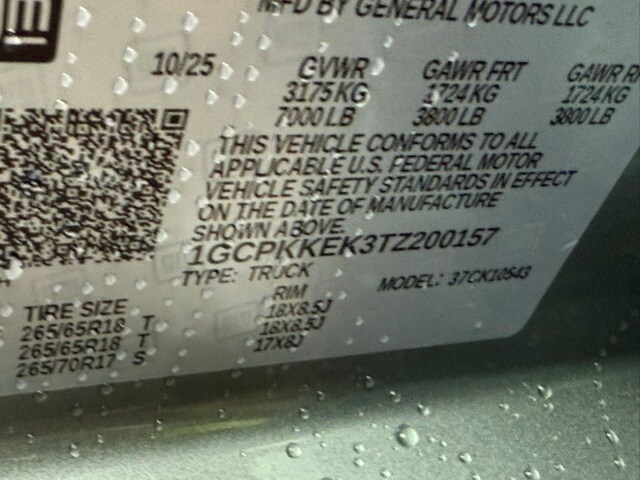 MFD BY GENERAL MOTORS LLC
10/25 GVWR GAWR FRT GAWR
3175 KG 1724 KG 1724 KG
7000 LB 3800 LB 3800 LB
THIS VEHICLE CONFORMS TO ALL
APPLICABLE U.S. FEDERAL MOTOR
VEHICLE SAFETY STANDARDS IN EFFECT
ON THE DATE OF MANUFACTURE
SHOWN ABOVE.
1GCPKKEK3TZ200157
TYPE: TRUCK MODEL: 37CK10543
TIRE SIZE RIM
265/65R18 T 18X8.5J
265/65R18 T 18X8.5J
265/70R17 S 17X8J